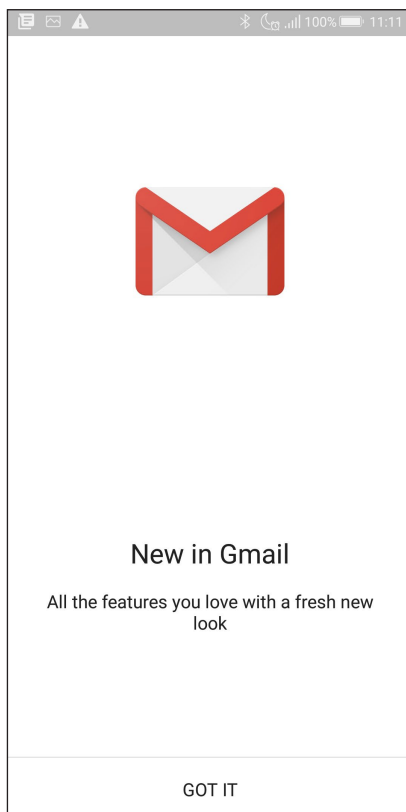 100% 11:11
New in Gmail
All the features you love with a fresh new
look
GOT IT